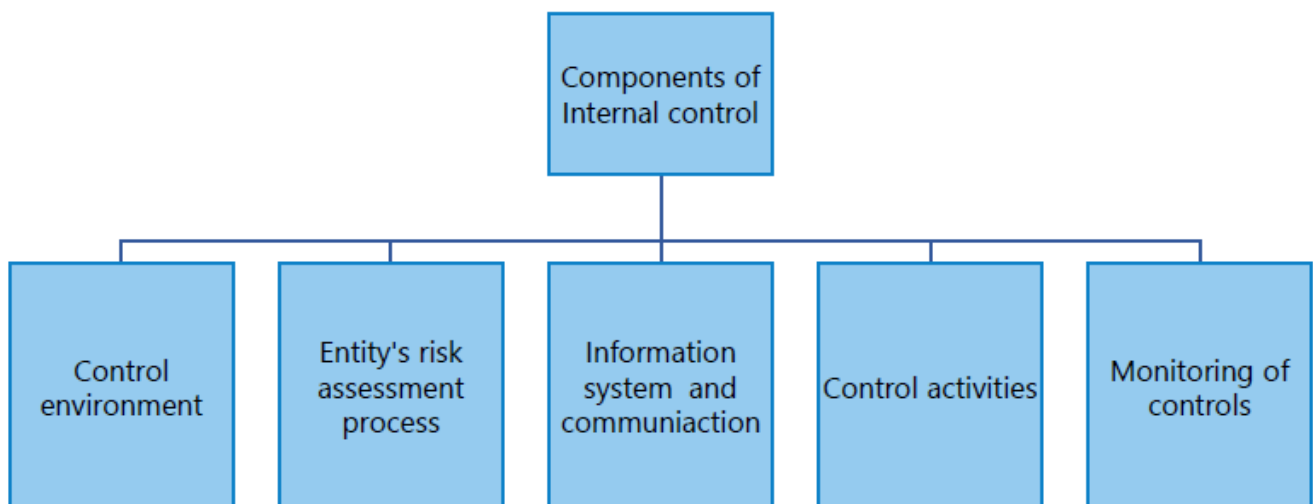 Components of
Internal control
Control
environment
Entity's risk
assessment
process
Information
system and
communiaction
Control activities
Monitoring of
controls